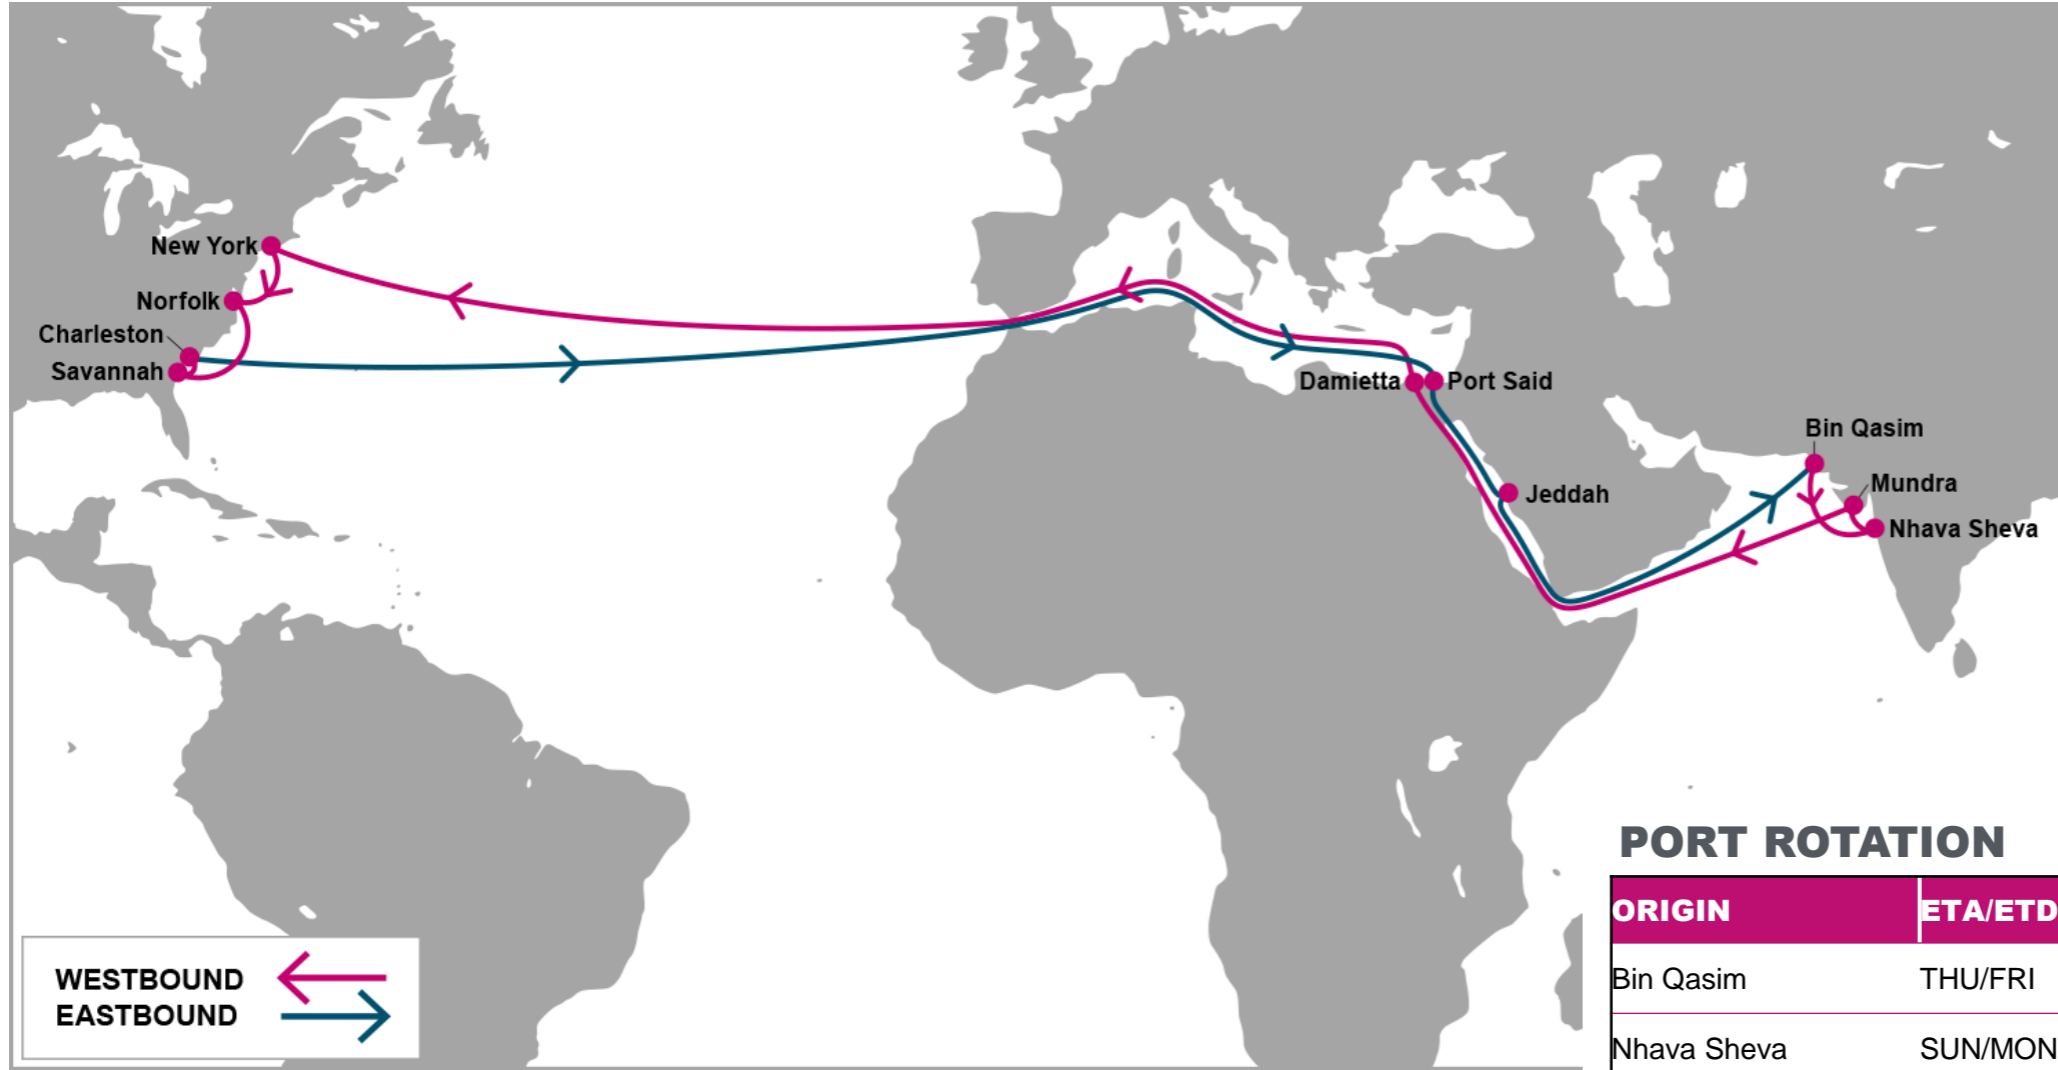 New York
Norfolk
Charleston
Savannah
Damietta
Port Said
Jeddah
Bin Qasim
Mundra
Nhava Sheva
WESTBOUND
EASTBOUND
PORT ROTATION
ORIGIN ETA/ETD
Bin Qasim THU/FRI
Nhava Sheva SUN/MON